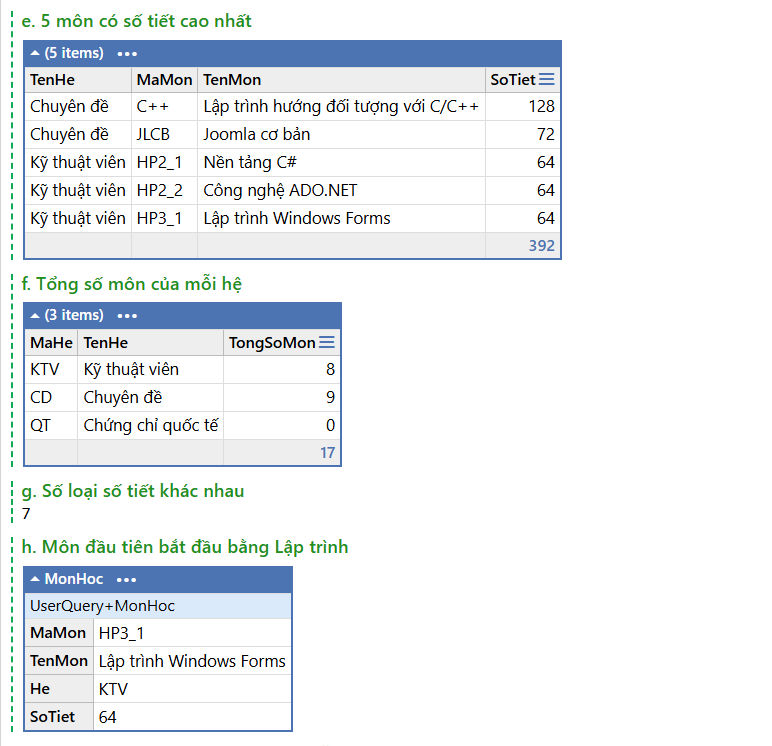 e. 5 môn có số tiết cao nhất
(5 items) •••
TenHe MaMon TenMon SoTiet
Chuyên đề C++ Lập trình hướng đối tượng với C/C++ 128
Chuyên đề JLCB Joomla cơ bản 72
Kỹ thuật viên HP2_1 Nền tảng C# 64
Kỹ thuật viên HP2_2 Công nghệ ADO.NET 64
Kỹ thuật viên HP3_1 Lập trình Windows Forms 64
392
f. Tổng số môn của mỗi hệ
(3 items) •••
MaHe TenHe TongSoMon
KTV Kỹ thuật viên 8
CD Chuyên đề 9
QT Chứng chỉ quốc tế 0
17
g. Số loại số tiết khác nhau
7
h. Môn đầu tiên bắt đầu bằng Lập trình
MonHoc •••
UserQuery+MonHoc
MaMon HP3_1
TenMon Lập trình Windows Forms
He KTV
SoTiet 64